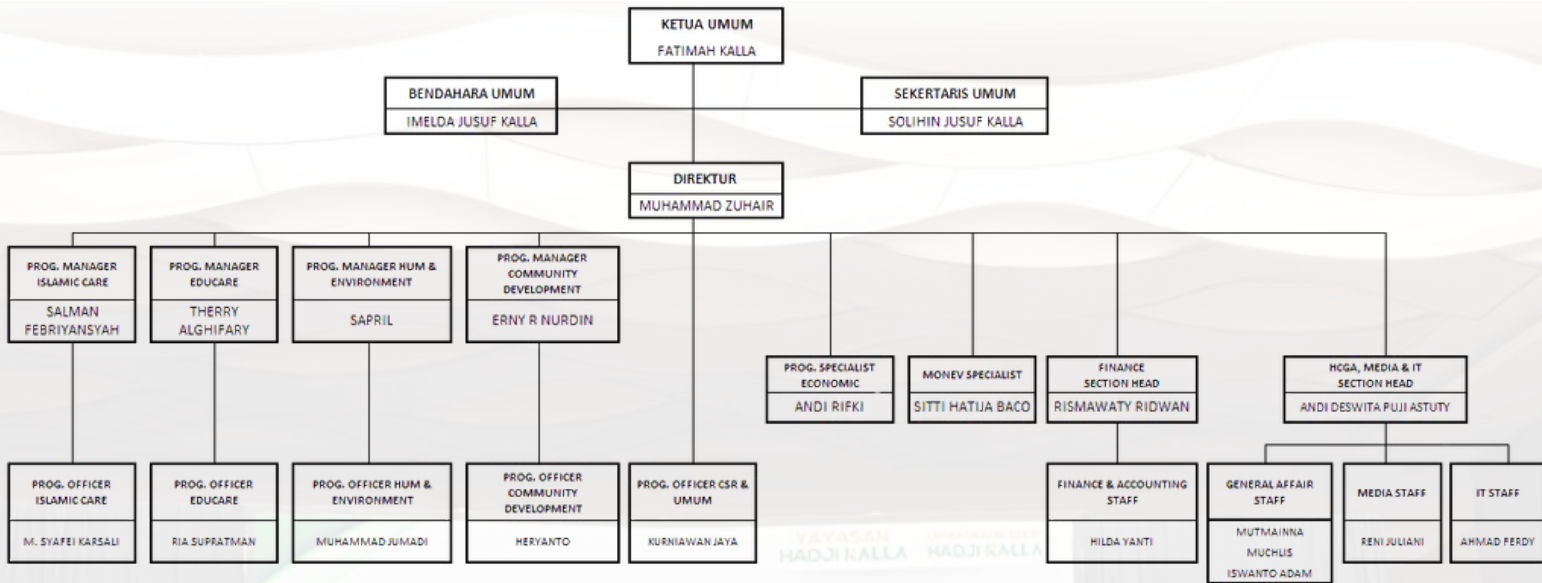 KETUA UMUM
FATIMAH KALLA
BENDAHARA UMUM
IMELDA JUSUF KALLA
SEKERTARIS UMUM
SOLIHIN JUSUF KALLA
DIREKTUR
MUHAMMAD ZUHAIR
PROG. MANAGER
ISLAMIC CARE
SALMAN
FEBRIYANSYAH
PROG. MANAGER
EDUCARE
THERRY
ALGHIFARY
PROG. MANAGER HUM &
ENVIRONMENT
SAPRIL
PROG. MANAGER
COMMUNITY
DEVELOPMENT
ERNY R NURDIN
PROG. SPECIALIST
ECONOMIC
ANDI RIFKI
MONEV SPECIALIST
SITTI HATIJA BACO
FINANCE
SECTION HEAD
RISMAWATY RIDWAN
HCGA, MEDIA & IT
SECTION HEAD
ANDI DESWITA PUJI ASTUTY
PROG. OFFICER
ISLAMIC CARE
M. SYAFEI KARSALI
PROG. OFFICER
EDUCARE
RIA SUPRATMAN
PROG. OFFICER HUM &
ENVIRONMENT
MUHAMMAD JUMADI
PROG. OFFICER
COMMUNITY
DEVELOPMENT
HERYANTO
PROG. OFFICER CSR &
UMUM
KURNIAWAN JAYA
FINANCE & ACCOUNTING
STAFF
HILDA YANTI
GENERAL AFFAIR
STAFF
MUTMAINNA
MUCHLIS
ISWANTO ADAM
MEDIA STAFF
RENI JULIANI
IT STAFF
AHMAD FERDY
YAYASAN
HADJI KALLA
HADJI KALLA